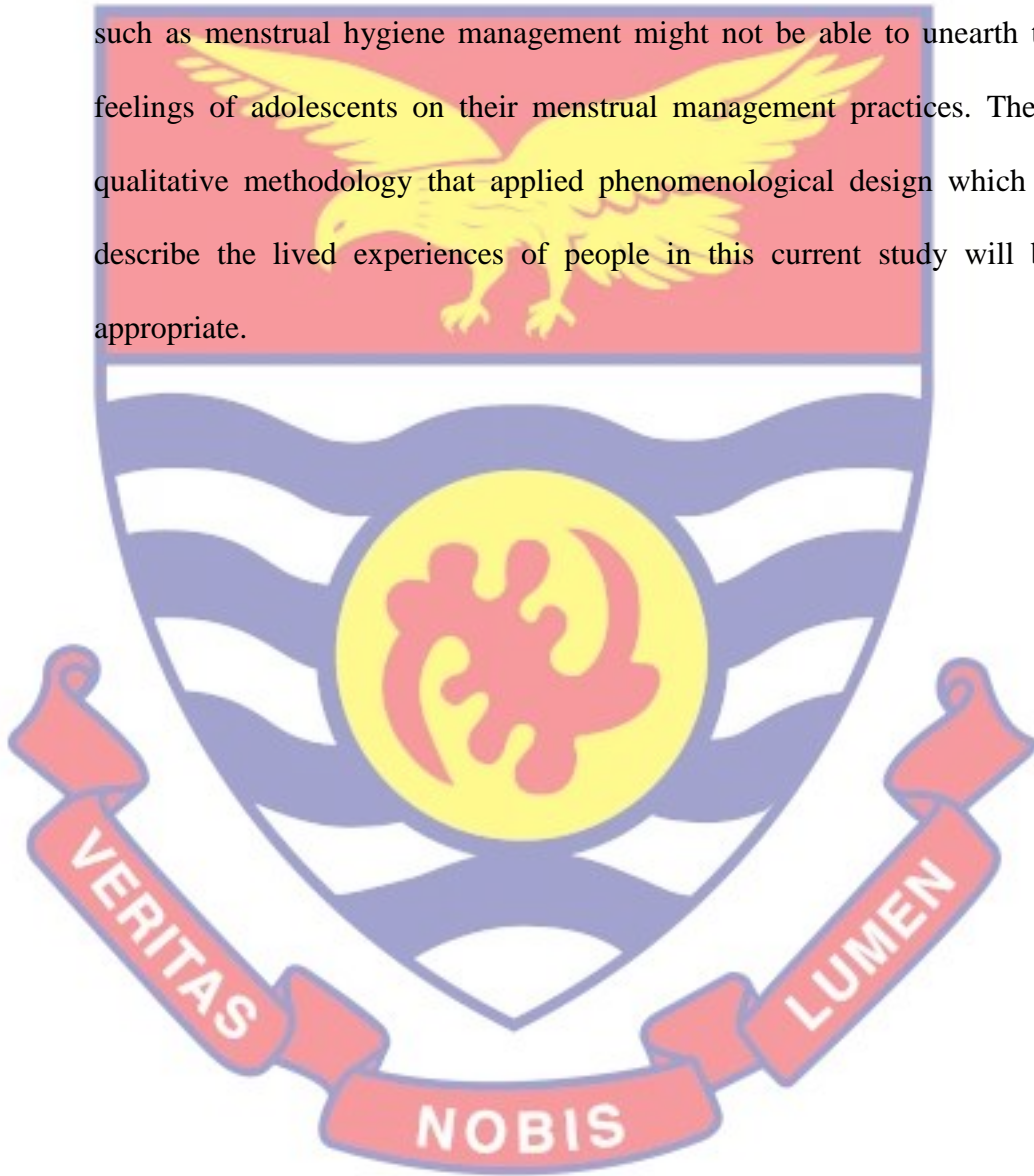 such as menstrual hygiene management might not be able to unearth
feelings of adolescents on their menstrual management practices. The
qualitative methodology that applied phenomenological design which
describe the lived experiences of people in this current study will
appropriate.
VERITAS
NOBIS
LUMEN